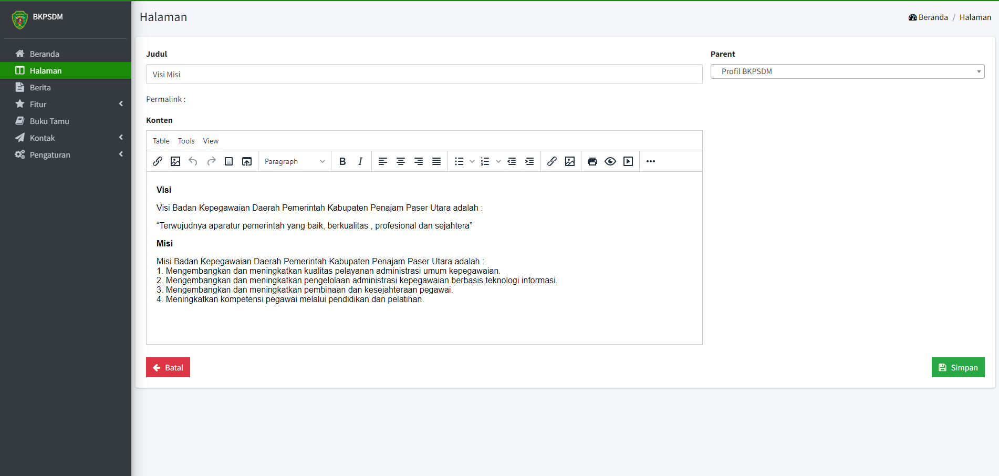 BKPSDM
Beranda
Halaman
Berita
Fitur
Buku Tamu
Kontak
Pengaturan
Halaman
Beranda / Halaman
Judul
Visi Misi
Parent
Profil BKPSDM
Permalink :
Konten
Table Tools View
Paragraph B I
Visi
Visi Badan Kepegawaian Daerah Pemerintah Kabupaten Penajam Paser Utara adalah :
“Terwujudnya aparatur pemerintah yang baik, berkualitas , profesional dan sejahtera”
Misi
Misi Badan Kepegawaian Daerah Pemerintah Kabupaten Penajam Paser Utara adalah :
1. Mengembangkan dan meningkatkan kualitas pelayanan administrasi umum kepegawaian.
2. Mengembangkan dan meningkatkan pengelolaan administrasi kepegawaian berbasis teknologi informasi.
3. Mengembangkan dan meningkatkan pembinaan dan kesejahteraan pegawai.
4. Meningkatkan kompetensi pegawai melalui pendidikan dan pelatihan.
Batal
Simpan